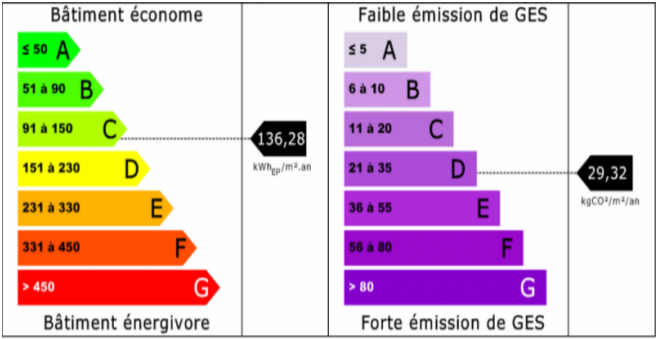 Bâtiment économe
≤ 50 A
51 à 90 B
91 à 150 C
136,28
kWhEP/m².an
151 à 230 D
231 à 330 E
331 à 450 F
> 450 G
Bâtiment énergivore
Faible émission de GES
≤ 5 A
6 à 10 B
11 à 20 C
21 à 35 D
29,32
kgCO²/m²/an
36 à 55 E
56 à 80 F
> 80 G
Forte émission de GES